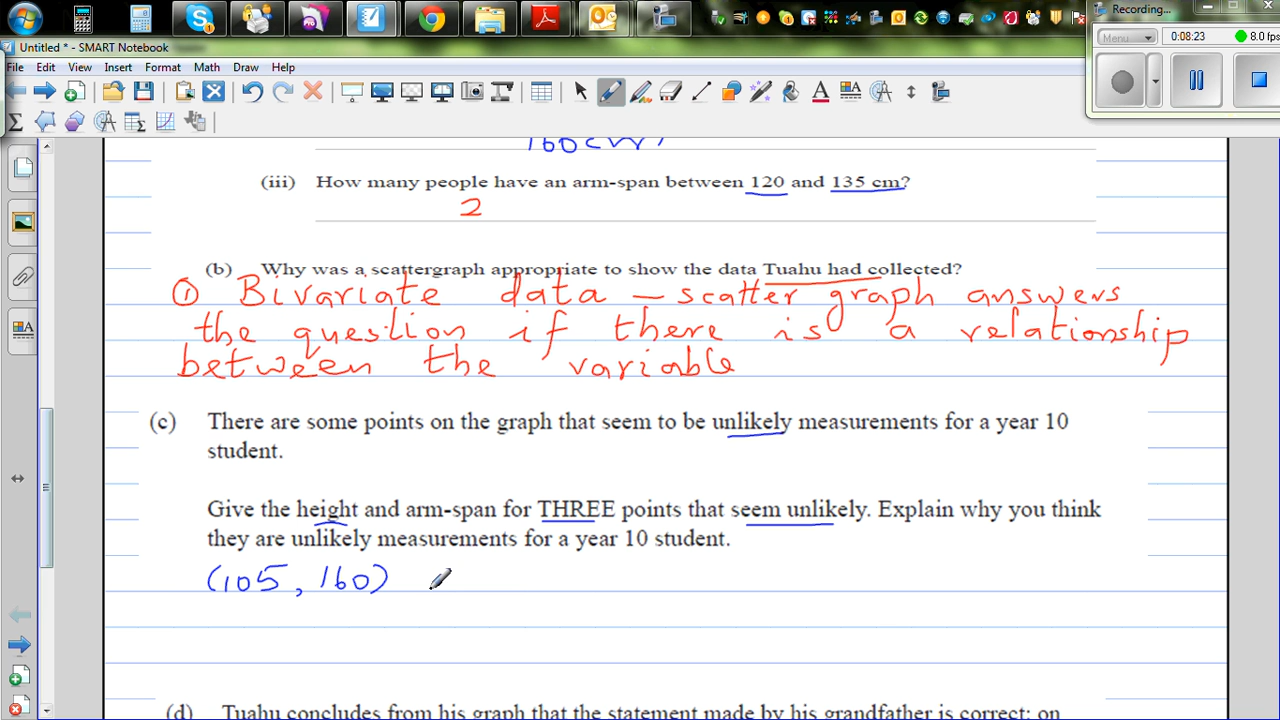 Recording...
Menu
0:08:23
8.0 fps
Untitled * - SMART Notebook
File Edit View Insert Format Math Draw Help
160cm.
(iii) How many people have an arm-span between 120 and 135 cm?
2
(b) Why was a scattergraph appropriate to show the data Tuahu had collected?
① Bivariate data – scatter graph answers
the question if there is a relationship
between the variable
(c) There are some points on the graph that seem to be unlikely measurements for a year 10
student.
Give the height and arm-span for THREE points that seem unlikely. Explain why you think
they are unlikely measurements for a year 10 student.
(105, 160)
(d) Tuahu concludes from his graph that the statement made by his grandfather is correct: on